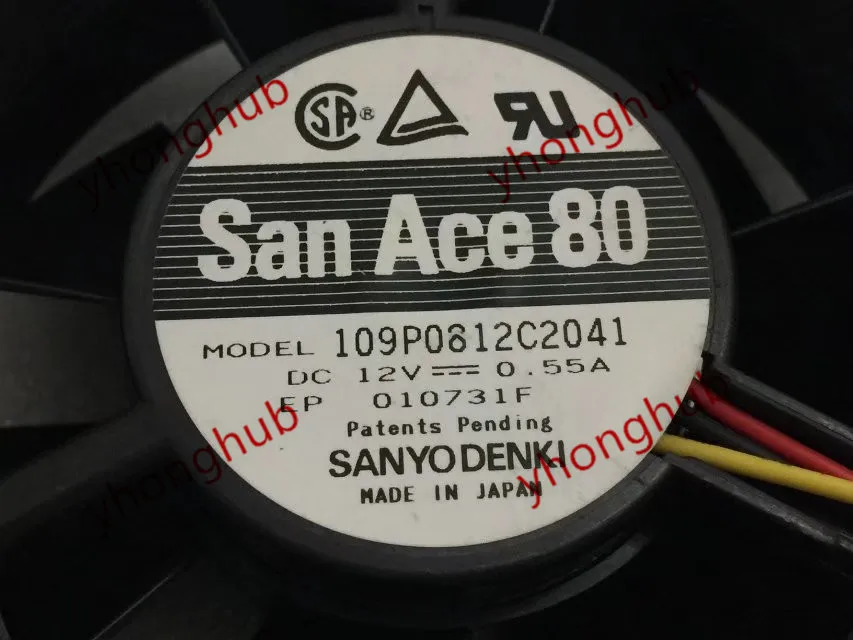 SA®
San Ace 80
MODEL 109P0812C2041
DC 12V 0.55A
EP 010731F
Patents Pending
SANYO DENKI
MADE IN JAPAN
yhonghub
yhonghub
yhonghub
yhonghub